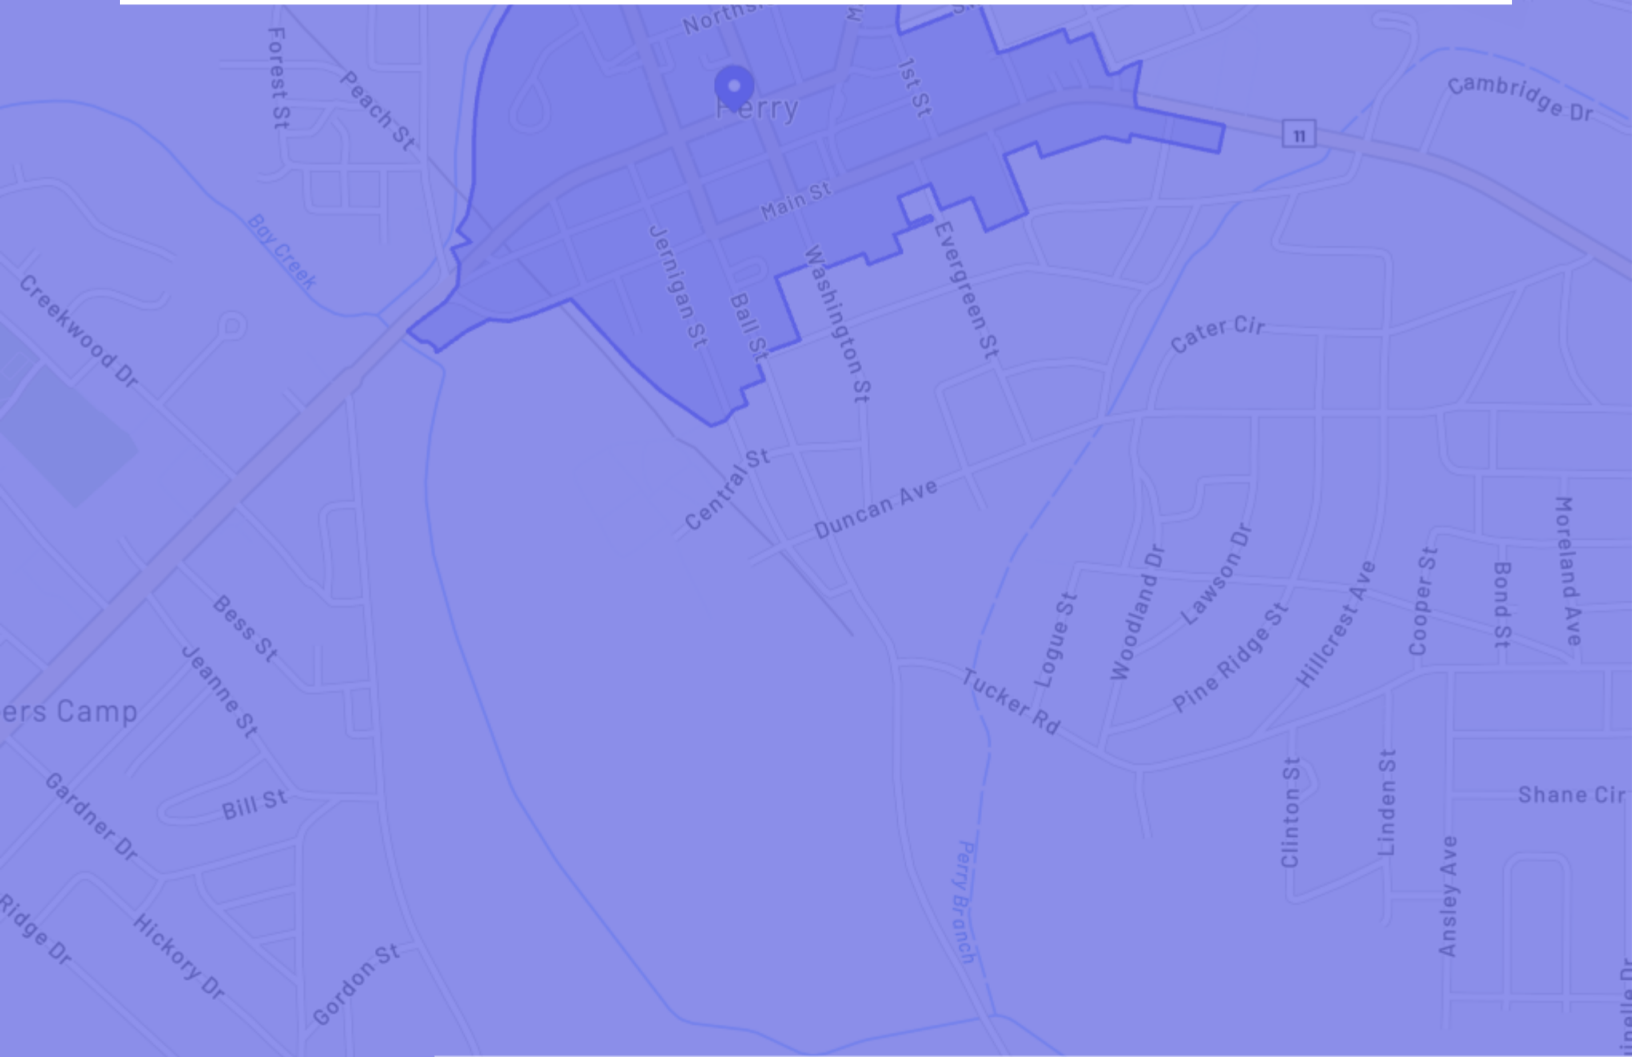 Forest St
Peach St
Perry
1st St
11
Cambridge Dr
Main St
Boy Creek
Jernigan St
Washington St
Evergreen St
Creekwood Dr
Ball St
Cater Cir
Central St
Duncan Ave
Moreland Ave
Bond St
Cooper St
Hillcrest Ave
Lawson Dr
Woodland Dr
Pine Ridge St
Logue St
Tucker Rd
Bess St
Jeanne St
ers Camp
Gardner Dr
Bill St
Clinton St
Linden St
Shane Cir
Ansley Ave
Perry Branch
Ridge Dr
Hickory Dr
Gordon St